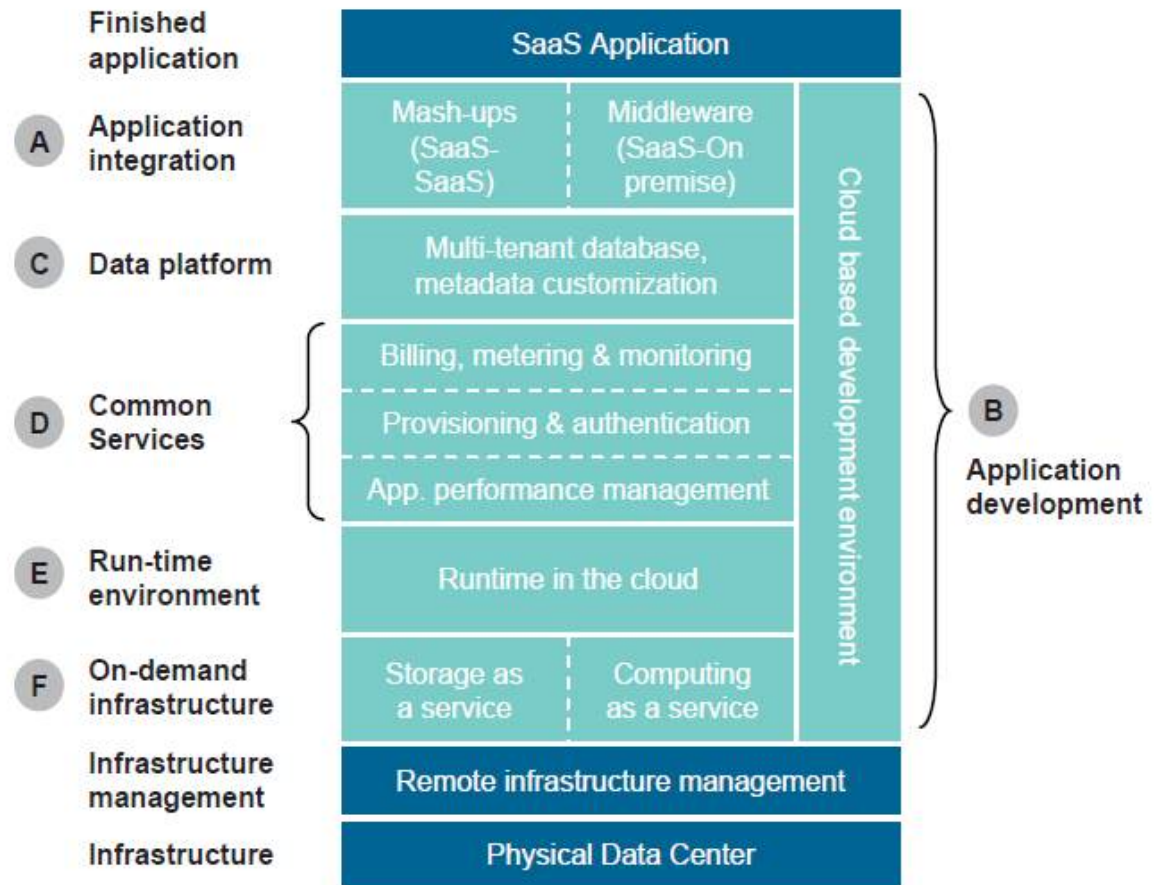 Finished
application
SaaS Application
A
Application
integration
Mash-ups
(SaaS-
SaaS)
Middleware
(SaaS-On
premise)
Cloud based development environment
C
Data platform
Multi-tenant database,
metadata customization
D
Common
Services
Billing, metering & monitoring
Provisioning & authentication
App. performance management
B
Application
development
E
Run-time
environment
Runtime in the cloud
F
On-demand
infrastructure
Storage as
a service
Computing
as a service
Infrastructure
management
Remote infrastructure management
Infrastructure
Physical Data Center